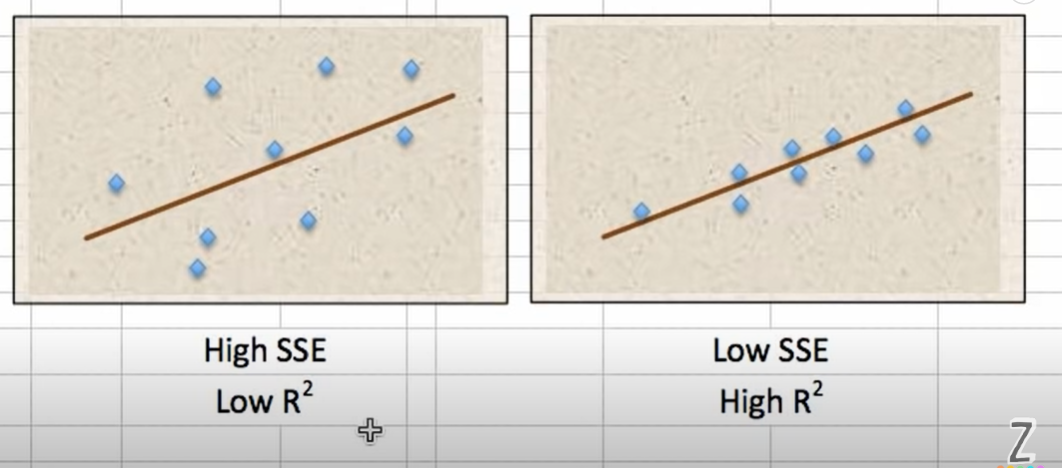 High SSE
Low R²
Low SSE
High R²
Z